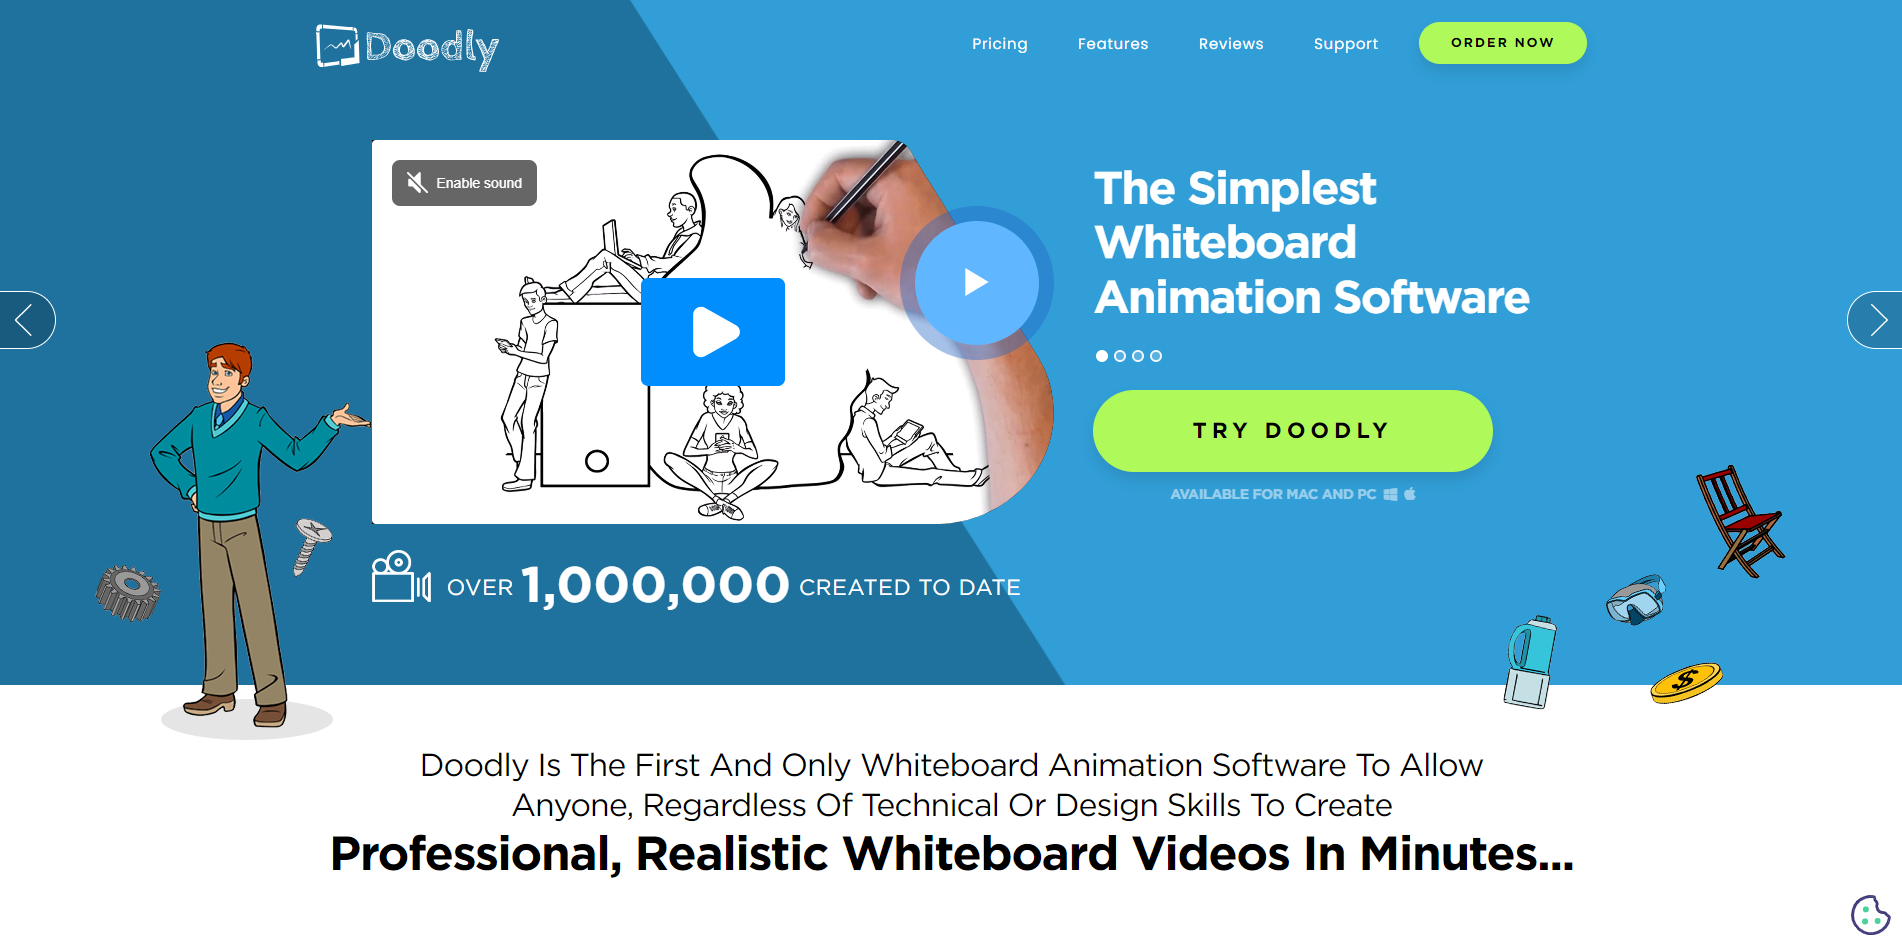 Doodly
Pricing
Features
Reviews
Support
ORDER NOW
Enable sound
The Simplest
Whiteboard
Animation Software
TRY DOODLY
AVAILABLE FOR MAC AND PC
OVER 1,000,000 CREATED TO DATE
$
Doodly Is The First And Only Whiteboard Animation Software To Allow
Anyone, Regardless Of Technical Or Design Skills To Create
Professional, Realistic Whiteboard Videos In Minutes...